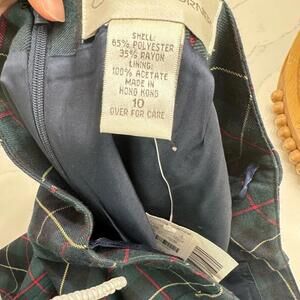 SHELL:
65% POLYESTER
35% RAYON
LINING:
100% ACETATE
MADE IN
HONG KONG
10
OVER FOR CARE